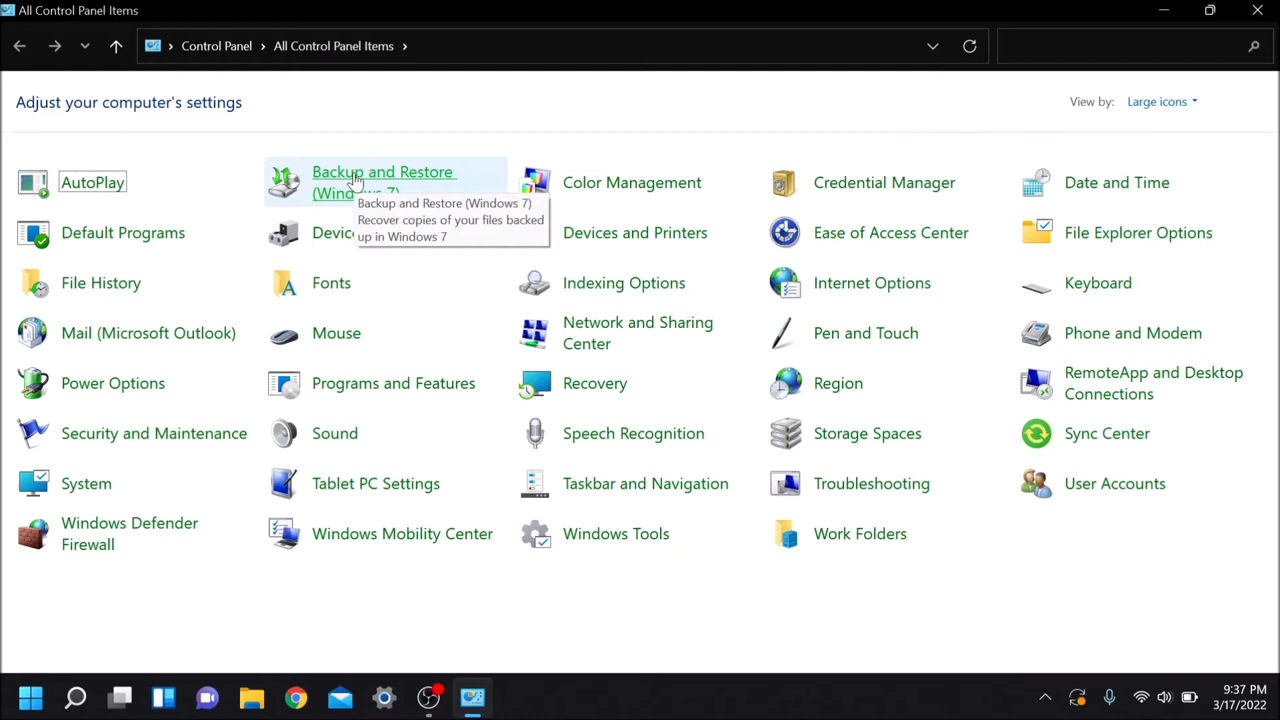 All Control Panel Items
Control Panel > All Control Panel Items >
Adjust your computer's settings
View by: Large icons
AutoPlay
Backup and Restore
Color Management
Credential Manager
Date and Time
Backup and Restore (Windows 7)
Recover copies of your files backed
up in Windows 7
Default Programs
Devices and Printers
Ease of Access Center
File Explorer Options
File History
Fonts
Indexing Options
Internet Options
Keyboard
Mail (Microsoft Outlook)
Mouse
Network and Sharing
Center
Pen and Touch
Phone and Modem
Power Options
Programs and Features
Recovery
Region
RemoteApp and Desktop
Connections
Security and Maintenance
Sound
Speech Recognition
Storage Spaces
Sync Center
System
Tablet PC Settings
Taskbar and Navigation
Troubleshooting
User Accounts
Windows Defender
Firewall
Windows Mobility Center
Windows Tools
Work Folders
9:37 PM
3/17/2022